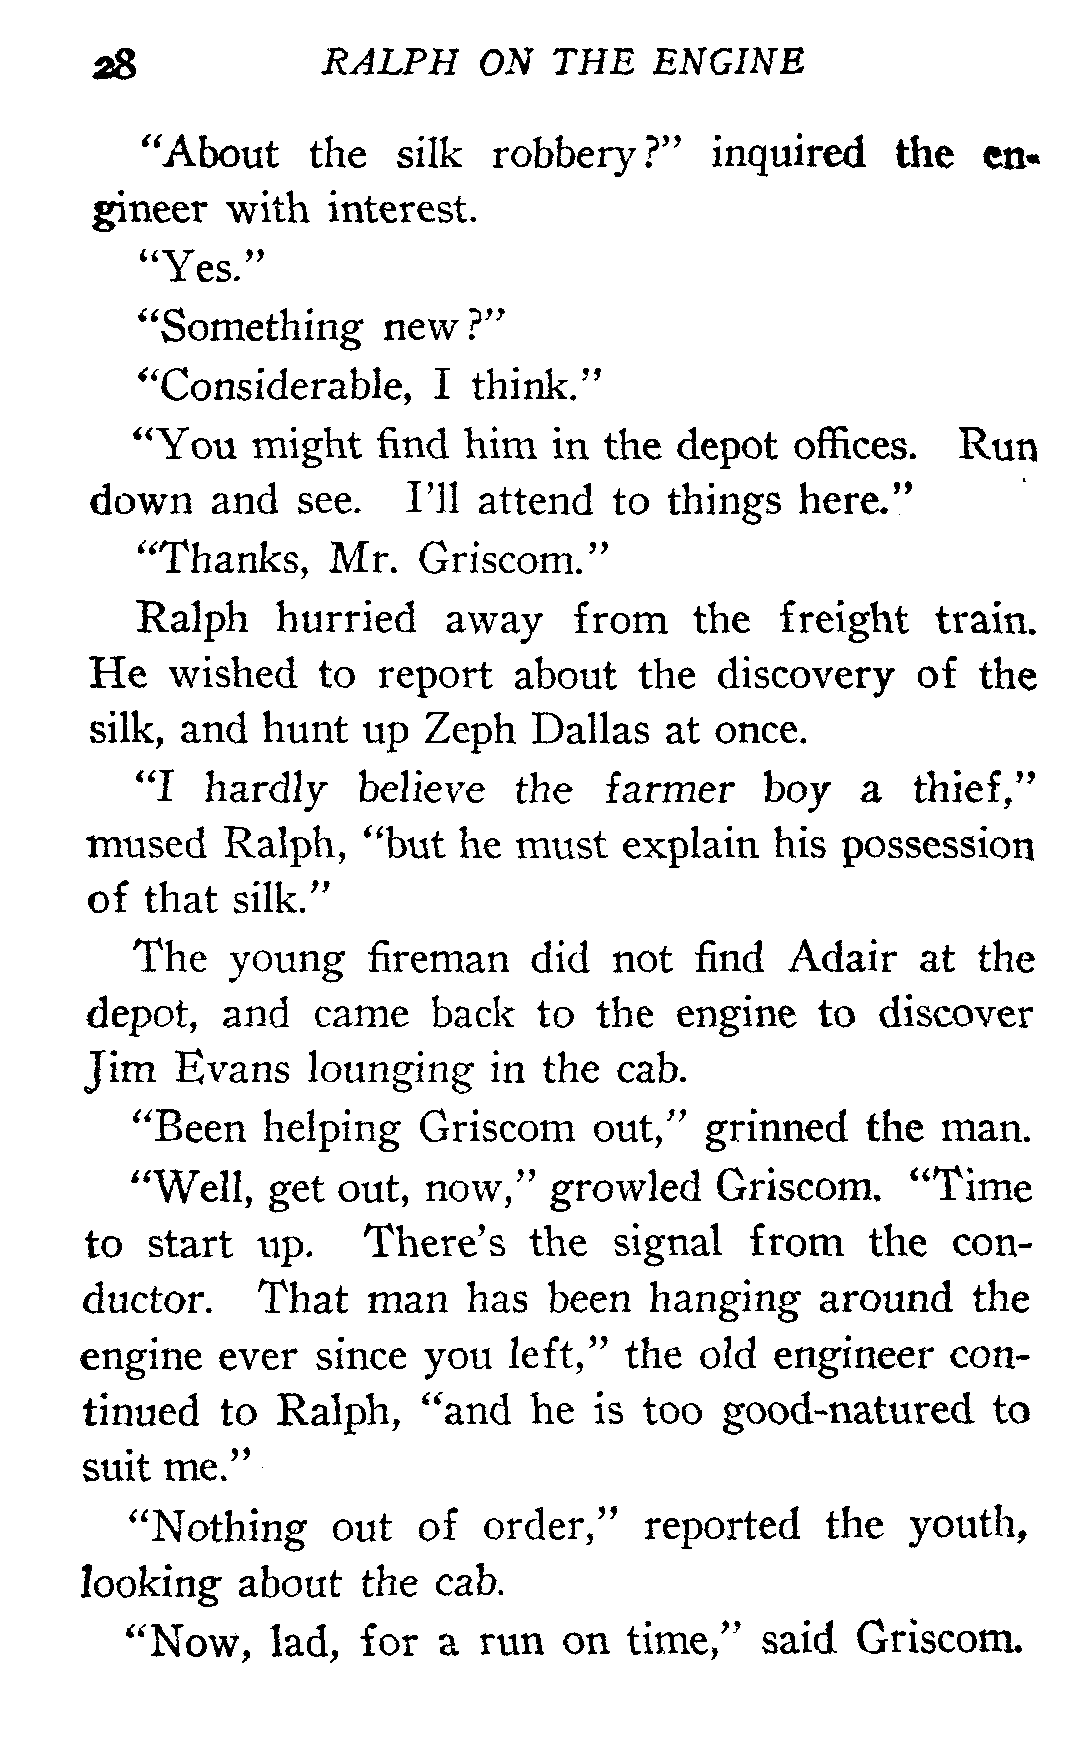 28 RALPH ON THE ENGINE
"About the silk robbery?" inquired the en-
gineer with interest.
"Yes."
"Something new?"
"Considerable, I think."
"You might find him in the depot offices. Run
down and see. I'll attend to things here."
"Thanks, Mr. Griscom."
Ralph hurried away from the freight train.
He wished to report about the discovery of the
silk, and hunt up Zeph Dallas at once.
"I hardly believe the farmer boy a thief,"
mused Ralph, "but he must explain his possession
of that silk."
The young fireman did not find Adair at the
depot, and came back to the engine to discover
Jim Evans lounging in the cab.
"Been helping Griscom out," grinned the man.
"Well, get out, now," growled Griscom. "Time
to start up. There's the signal from the con-
ductor. That man has been hanging around the
engine ever since you left," the old engineer con-
tinued to Ralph, "and he is too good-natured to
suit me."
"Nothing out of order," reported the youth,
looking about the cab.
"Now, lad, for a run on time," said Griscom.